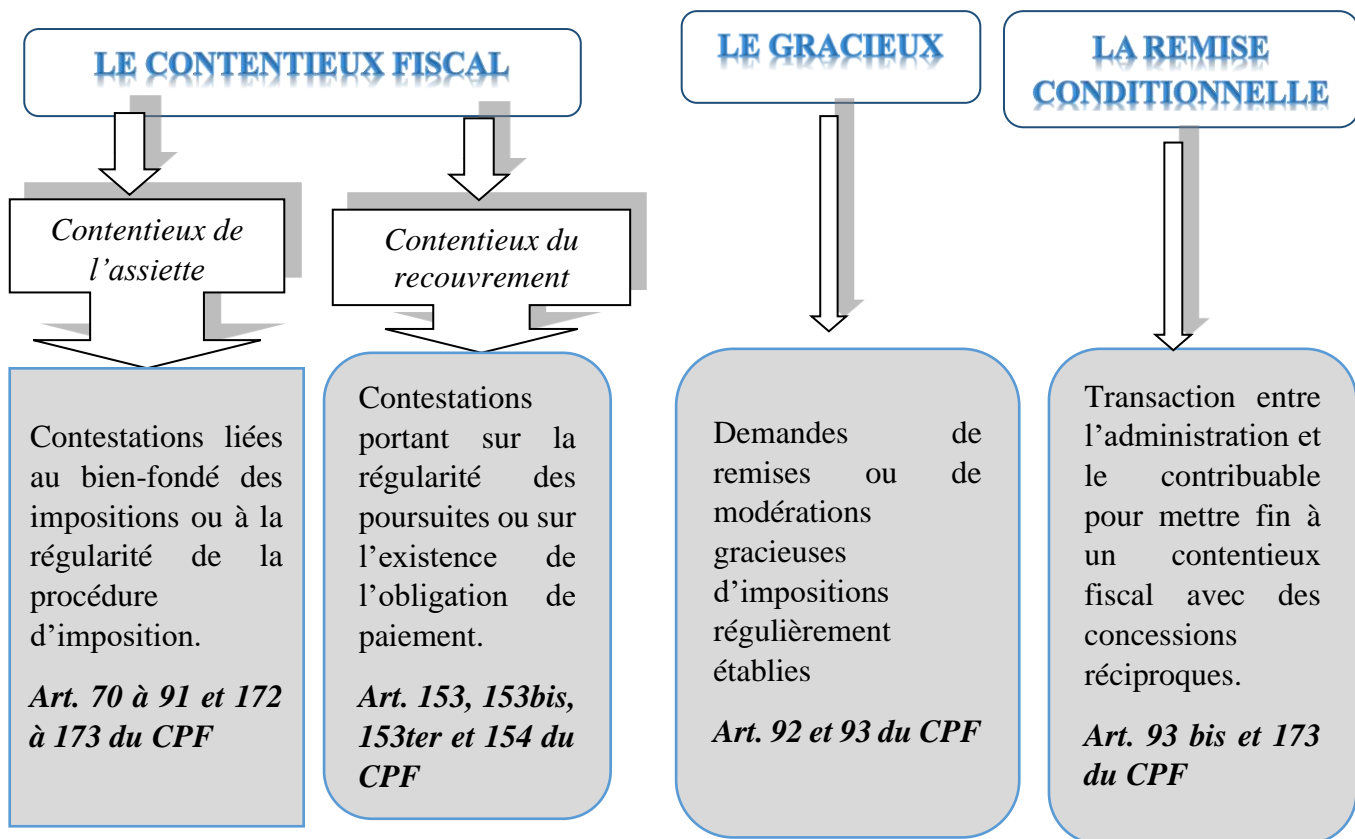 LE CONTENTIEUX FISCAL
LE GRACIEUX
LA REMISE
CONDITIONNELLE
Contentieux de
l’assiette
Contentieux du
recouvrement
Contestations liées
au bien-fondé des
impositions ou à la
régularité de la
procédure
d’imposition.
Art. 70 à 91 et 172
à 173 du CPF
Contestations
portant sur la
régularité des
poursuites ou sur
l’existence de
l’obligation de
paiement.
Art. 153, 153bis,
153ter et 154 du
CPF
Demandes de
remises ou de
modérations
gracieuses
d’impositions
régulièrement
établies
Art. 92 et 93 du CPF
Transaction entre
l’administration et
le contribuable
pour mettre fin à
un contentieux
fiscal avec des
concessions
réciproques.
Art. 93 bis et 173
du CPF